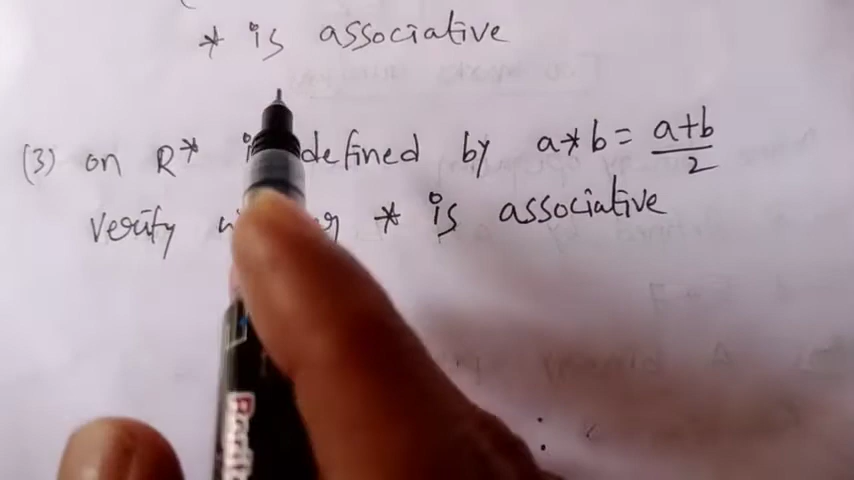 * is associative
(3) on R* defined by a*b = a+b/2
Verify * is associative